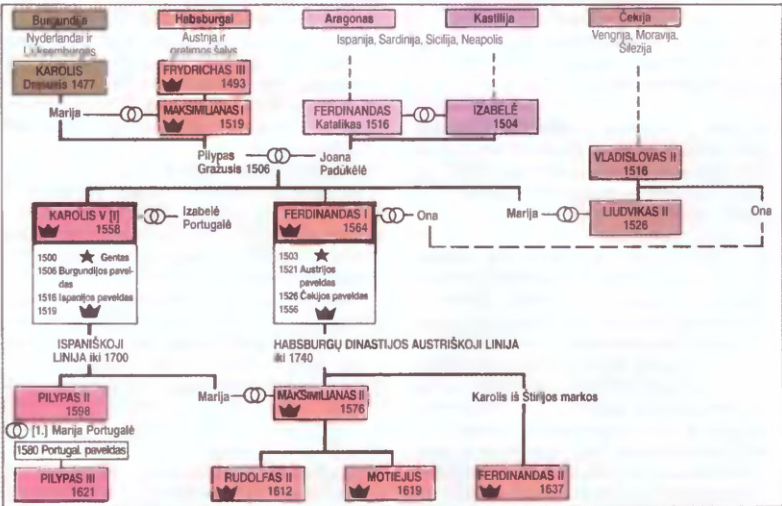 Burgundija
Habsburgai
Aragonas
Kastilija
Čekija
Nyderlandai ir
Liuksemburgas
Austrija ir
gretimos šalys
Ispanija, Sardinija, Sicilija, Neapolis
Vengrija, Moravija,
Silezija
KAROLIS
Drąsusis 1477
FRYDRICHAS III
1493
Marija
MAKSIMILIANAS I
1519
FERDINANDAS
Katalikas 1516
IZABELĖ
1504
Pilypas
Gražusis 1506
Joana
Padūkėlė
VLADISLOVAS II
1516
KAROLIS V [I]
1558
Izabelė
Portugalė
FERDINANDAS I
1564
Ona
Marija
LIUDVIKAS II
1526
Ona
1500 Gentas
1506 Burgundijos pavel-
das
1516 Ispanijos paveldas
1519
1503
1521 Austrijos
paveldas
1526 Čekijos paveldas
1556
ISPANIŠKOJI
LINIJA iki 1700
HABSBURGŲ DINASTIJOS AUSTRIŠKOJI LINIJA
iki 1740
PILYPAS II
1598
Marija
MAKSIMILIANAS II
1576
Karolis iš Štirijos markos
[1.] Marija Portugalė
1580 Portugal. paveldas
PILYPAS III
1621
RUDOLFAS II
1612
MOTIEJUS
1619
FERDINANDAS II
1637